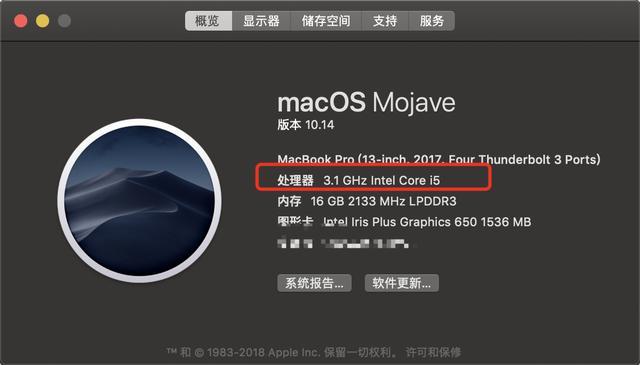 概览 显示器 储存空间 支持 服务
macOS Mojave
版本 10.14
MacBook Pro (13-inch, 2017, Four Thunderbolt 3 Ports)
处理器 3.1 GHz Intel Core i5
内存 16 GB 2133 MHz LPDDR3
图形卡 Intel Iris Plus Graphics 650 1536 MB
系统报告... 软件更新...
™ 和 © 1983-2018 Apple Inc. 保留一切权利。 许可和保修